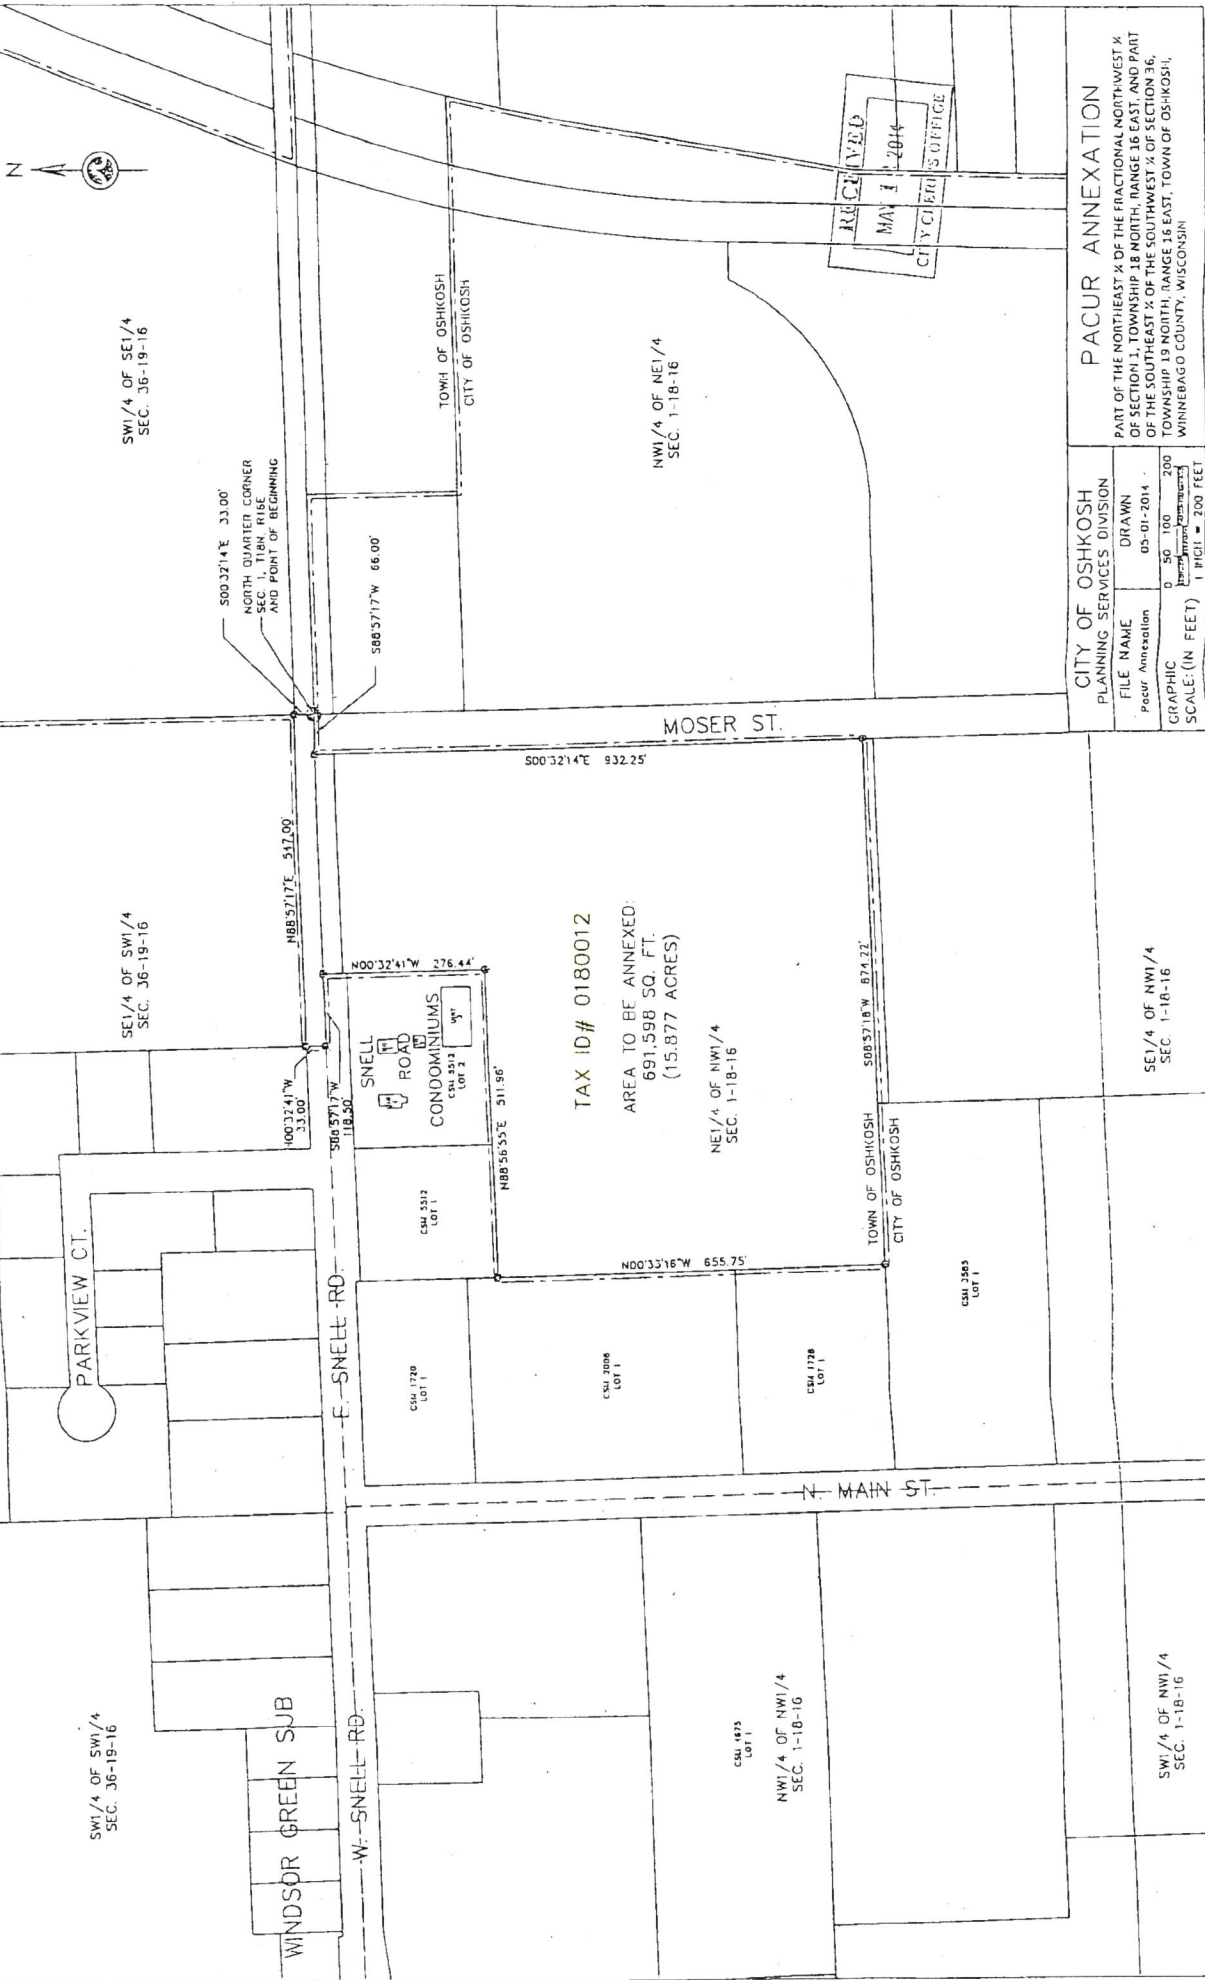 N
SW1/4 OF SW1/4
SEC. 36-19-16
SE1/4 OF SW1/4
SEC. 36-19-16
SW1/4 OF SE1/4
SEC. 36-19-16
PARKVIEW CT.
WINDSOR GREEN SUB
W. SNELL RD.
E. SNELL RD.
N00°32'41"W
33.00'
S88°57'17"W
118.50'
N88°57'17"E 517.00'
S00°32'14"E 33.00'
NORTH QUARTER CORNER
SEC. 1, T18N, R16E
AND POINT OF BEGINNING
S88°57'17"W 66.00'
TOWN OF OSHKOSH
CITY OF OSHKOSH
SNELL
ROAD
CONDOMINIUMS
CSM 5512
LOT 2
UNIT
N00°32'41"W 276.44'
CSM 5512
LOT 1
N88°56'55"E 511.96'
CSM 1720
LOT 1
CSM 2006
LOT 1
CSM 1728
LOT 1
N00°33'16"W 655.75'
TAX ID# 0180012
AREA TO BE ANNEXED:
691,598 SQ. FT.
(15.877 ACRES)
NE1/4 OF NW1/4
SEC. 1-18-16
S00°32'14"E 932.25'
MOSER ST.
NW1/4 OF NE1/4
SEC. 1-18-16
S88°57'18"W 874.22'
TOWN OF OSHKOSH
CITY OF OSHKOSH
CSM 3585
LOT 1
N. MAIN ST.
CSM 4675
LOT 1
NW1/4 OF NW1/4
SEC. 1-18-16
SW1/4 OF NW1/4
SEC. 1-18-16
SE1/4 OF NW1/4
SEC. 1-18-16
RECEIVED
MAY 1 2014
CITY CLERK'S OFFICE
CITY OF OSHKOSH
PLANNING SERVICES DIVISION
FILE NAME
Pacur Annexation
DRAWN
05-01-2014
GRAPHIC
SCALE:(IN FEET)
0 50 100 200
1 INCH = 200 FEET
PACUR ANNEXATION
PART OF THE NORTHEAST ¼ OF THE FRACTIONAL NORTHWEST ¼
OF SECTION 1, TOWNSHIP 18 NORTH, RANGE 16 EAST, AND PART
OF THE SOUTHEAST ¼ OF THE SOUTHWEST ¼ OF SECTION 36,
TOWNSHIP 19 NORTH, RANGE 16 EAST, TOWN OF OSHKOSH,
WINNEBAGO COUNTY, WISCONSIN